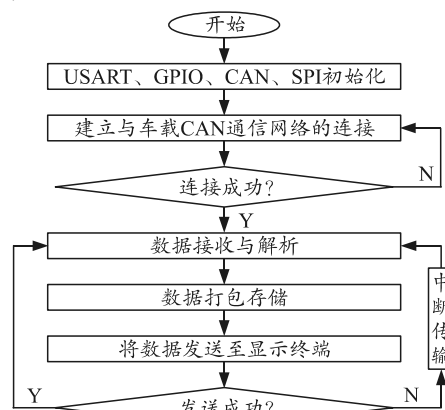 开始
USART、GPIO、CAN、SPI初始化
建立与车载CAN通信网络的连接
连接成功?
N
Y
数据接收与解析
数据打包存储
中断传输
将数据发送至显示终端
Y
发送成功?
N